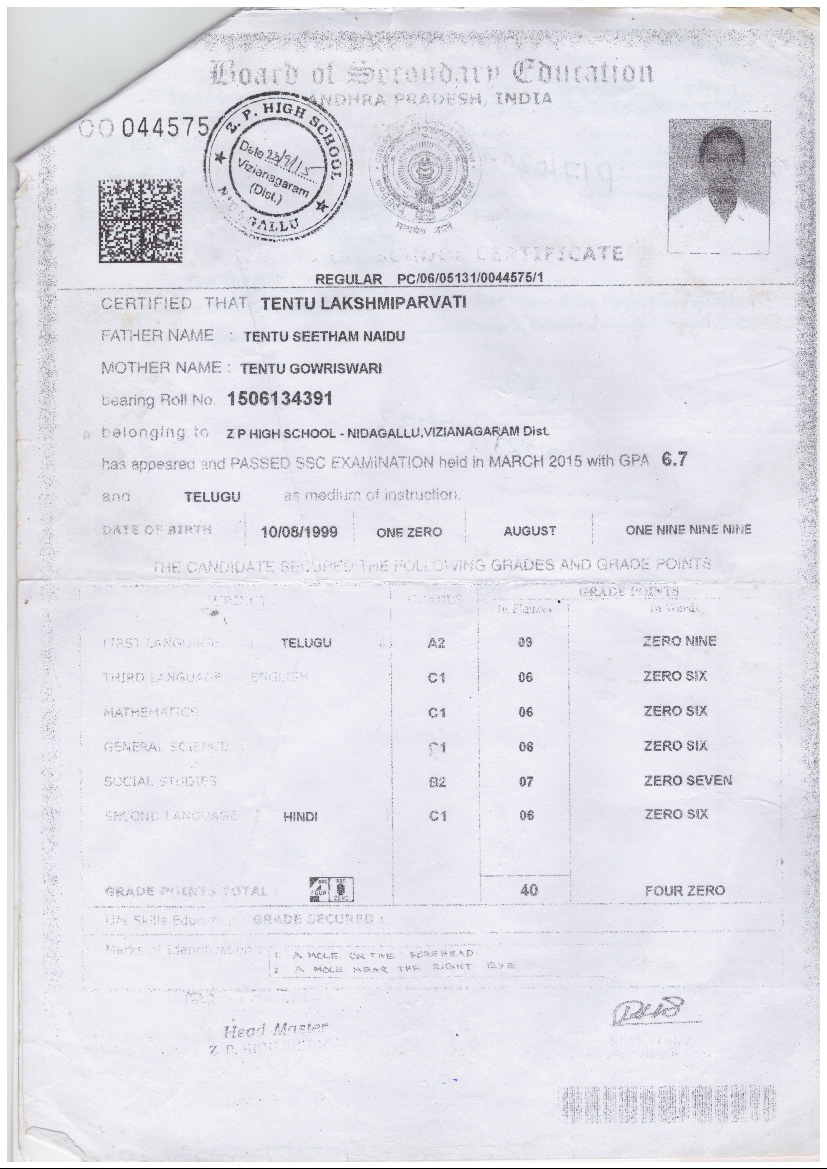 Board of Secondary Education
ANDHRA PRADESH, INDIA
OO 044575
Z. P. HIGH SCHOOL
Date 23/9/15
Vizianagaram
(Dist.)
SCHOOL CERTIFICATE
REGULAR PC/06/05131/0044575/1
CERTIFIED THAT TENTU LAKSHMIPARVATI
FATHER NAME : TENTU SEETHAM NAIDU
MOTHER NAME : TENTU GOWRISWARI
bearing Roll No. 1506134391
belonging to Z P HIGH SCHOOL - NIDAGALLU,VIZIANAGARAM Dist.
has appeared and PASSED SSC EXAMINATION held in MARCH 2015 with GPA 6.7
and TELUGU as medium of instruction.
DATE OF BIRTH 10/08/1999 ONE ZERO AUGUST ONE NINE NINE NINE
THE CANDIDATE SECURED THE FOLLOWING GRADES AND GRADE POINTS
GRADE POINTS
In Figures In Words
FIRST LANGUAGE TELUGU A2 09 ZERO NINE
THIRD LANGUAGE ENGLISH C1 06 ZERO SIX
MATHEMATICS C1 06 ZERO SIX
GENERAL SCIENCE C1 06 ZERO SIX
SOCIAL STUDIES B2 07 ZERO SEVEN
SECOND LANGUAGE HINDI C1 06 ZERO SIX
GRADE POINTS TOTAL : 40 FOUR ZERO
Life Skills Education GRADE SECURED :
Marks of Identification : 1. A MOLE ON THE FOREHEAD
2 A MOLE NEAR THE RIGHT EYE
Head Master
Z. P.